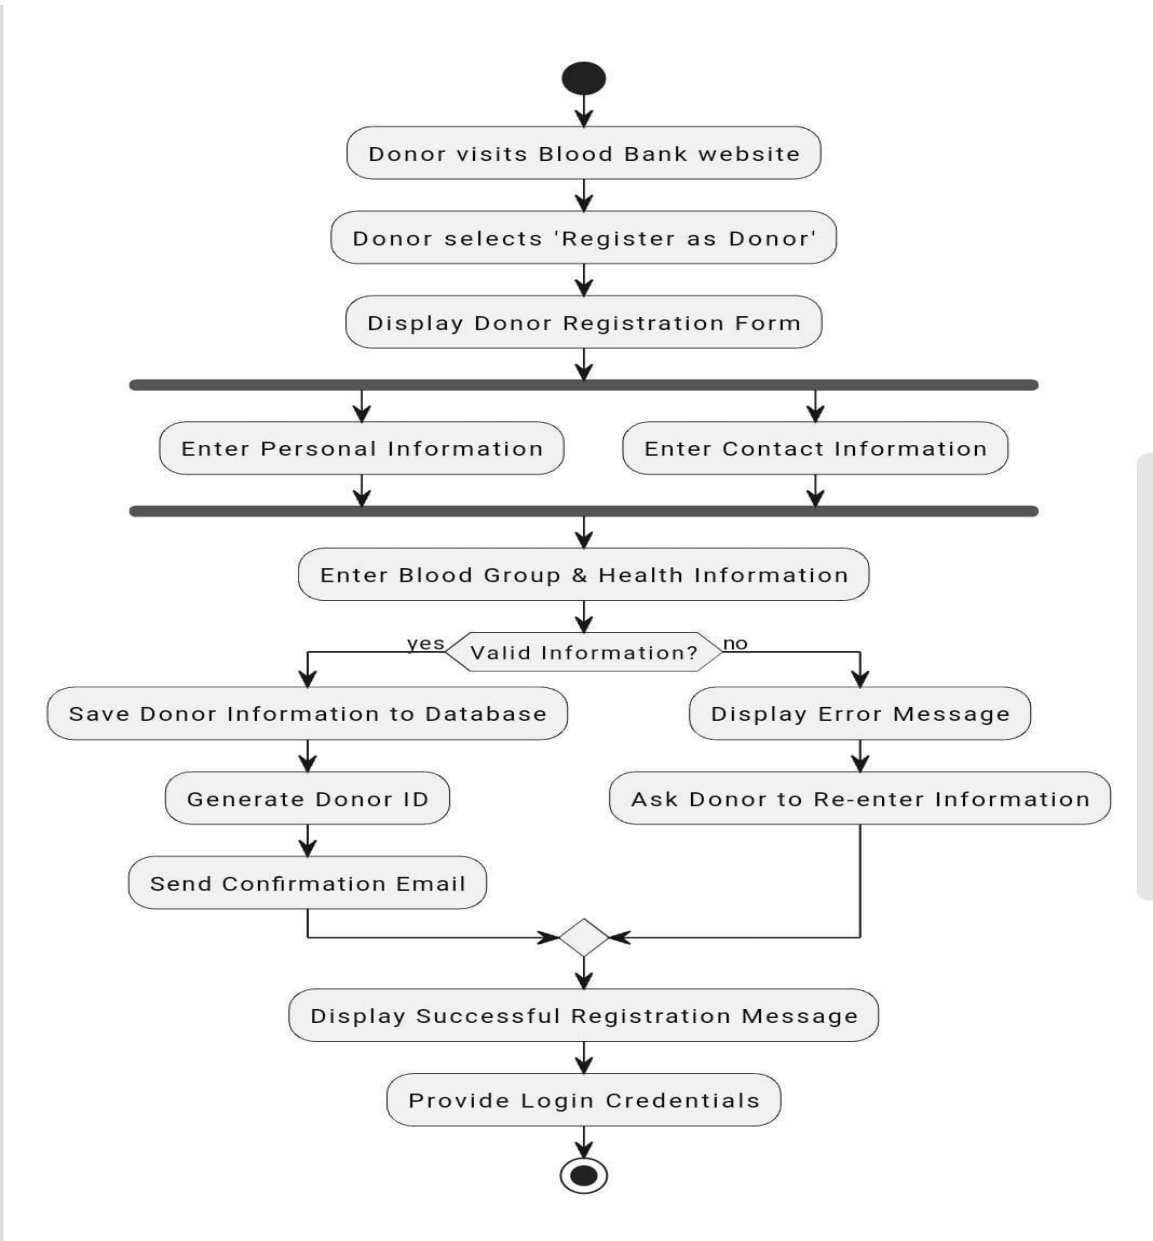 Donor visits Blood Bank website
Donor selects 'Register as Donor'
Display Donor Registration Form
Enter Personal Information
Enter Contact Information
Enter Blood Group & Health Information
yes
Valid Information?
no
Save Donor Information to Database
Display Error Message
Generate Donor ID
Ask Donor to Re-enter Information
Send Confirmation Email
Display Successful Registration Message
Provide Login Credentials